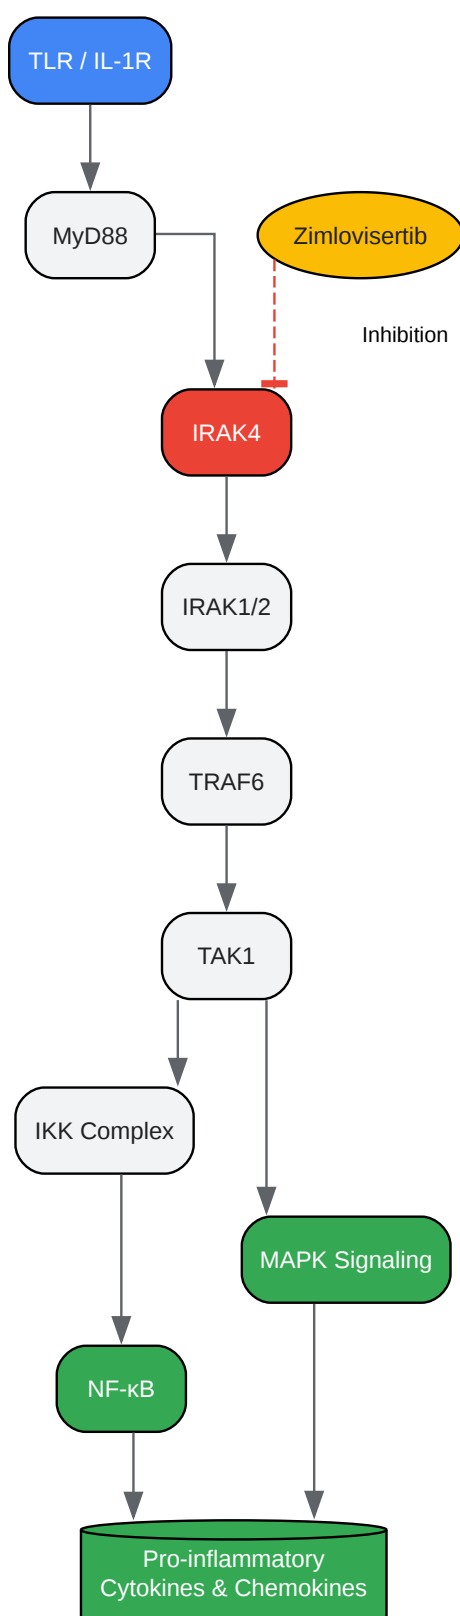 TLR / IL-1R
MyD88
Zimlovisertib
Inhibition
IRAK4
IRAK1/2
TRAF6
TAK1
IKK Complex
MAPK Signaling
NF-κB
Pro-inflammatory
Cytokines & Chemokines